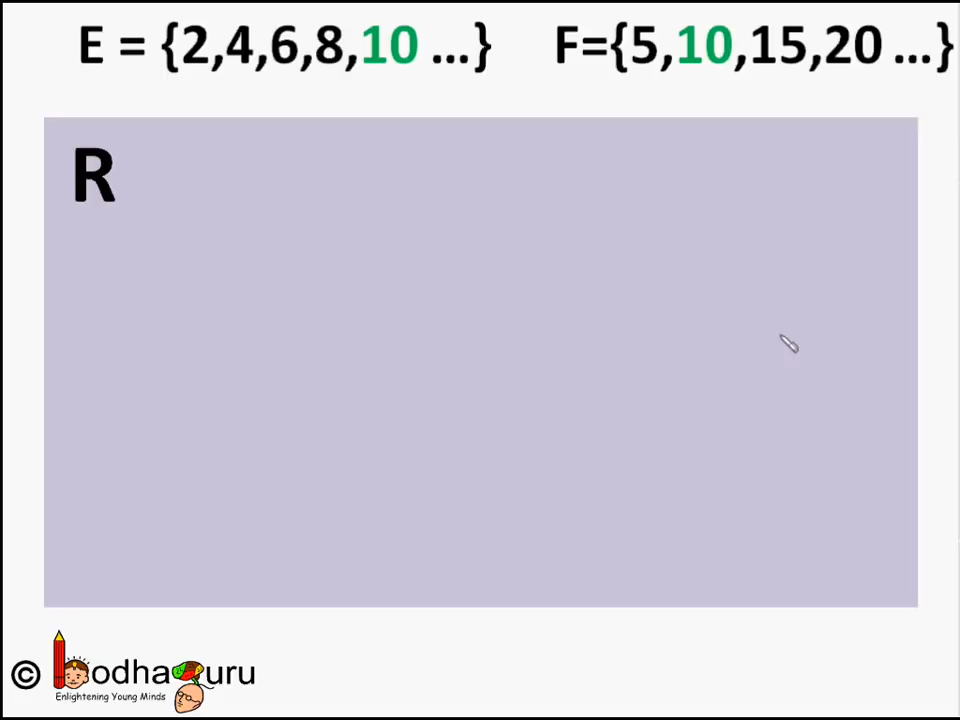 E = {2,4,6,8,10 ...} F={5,10,15,20 ...}
R
© bodhaguru
Enlightening Young Minds